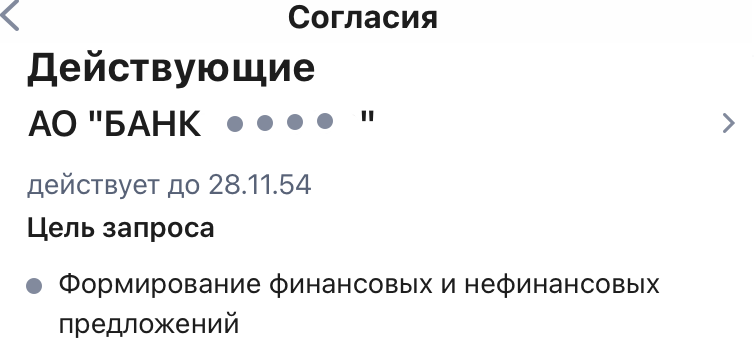 Согласия
Действующие
АО "БАНК "
действует до 28.11.54
Цель запроса
Формирование финансовых и нефинансовых
предложений